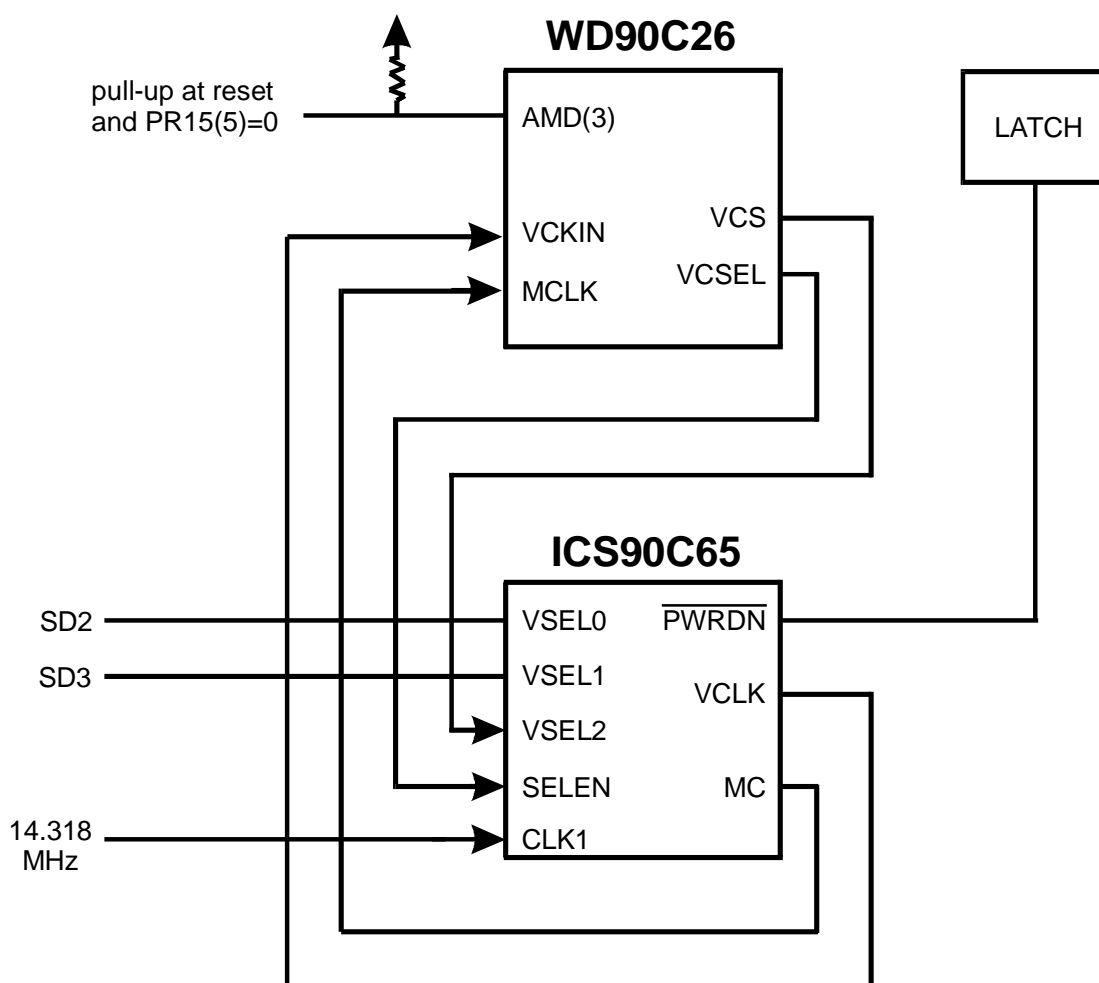 WD90C26
pull-up at reset
and PR15(5)=0
AMD(3)
LATCH
VCS
VCKIN
VCSEL
MCLK
ICS90C65
SD2
VSEL0
PWRDN
SD3
VSEL1
VCLK
VSEL2
SELEN
MC
14.318
MHz
CLK1